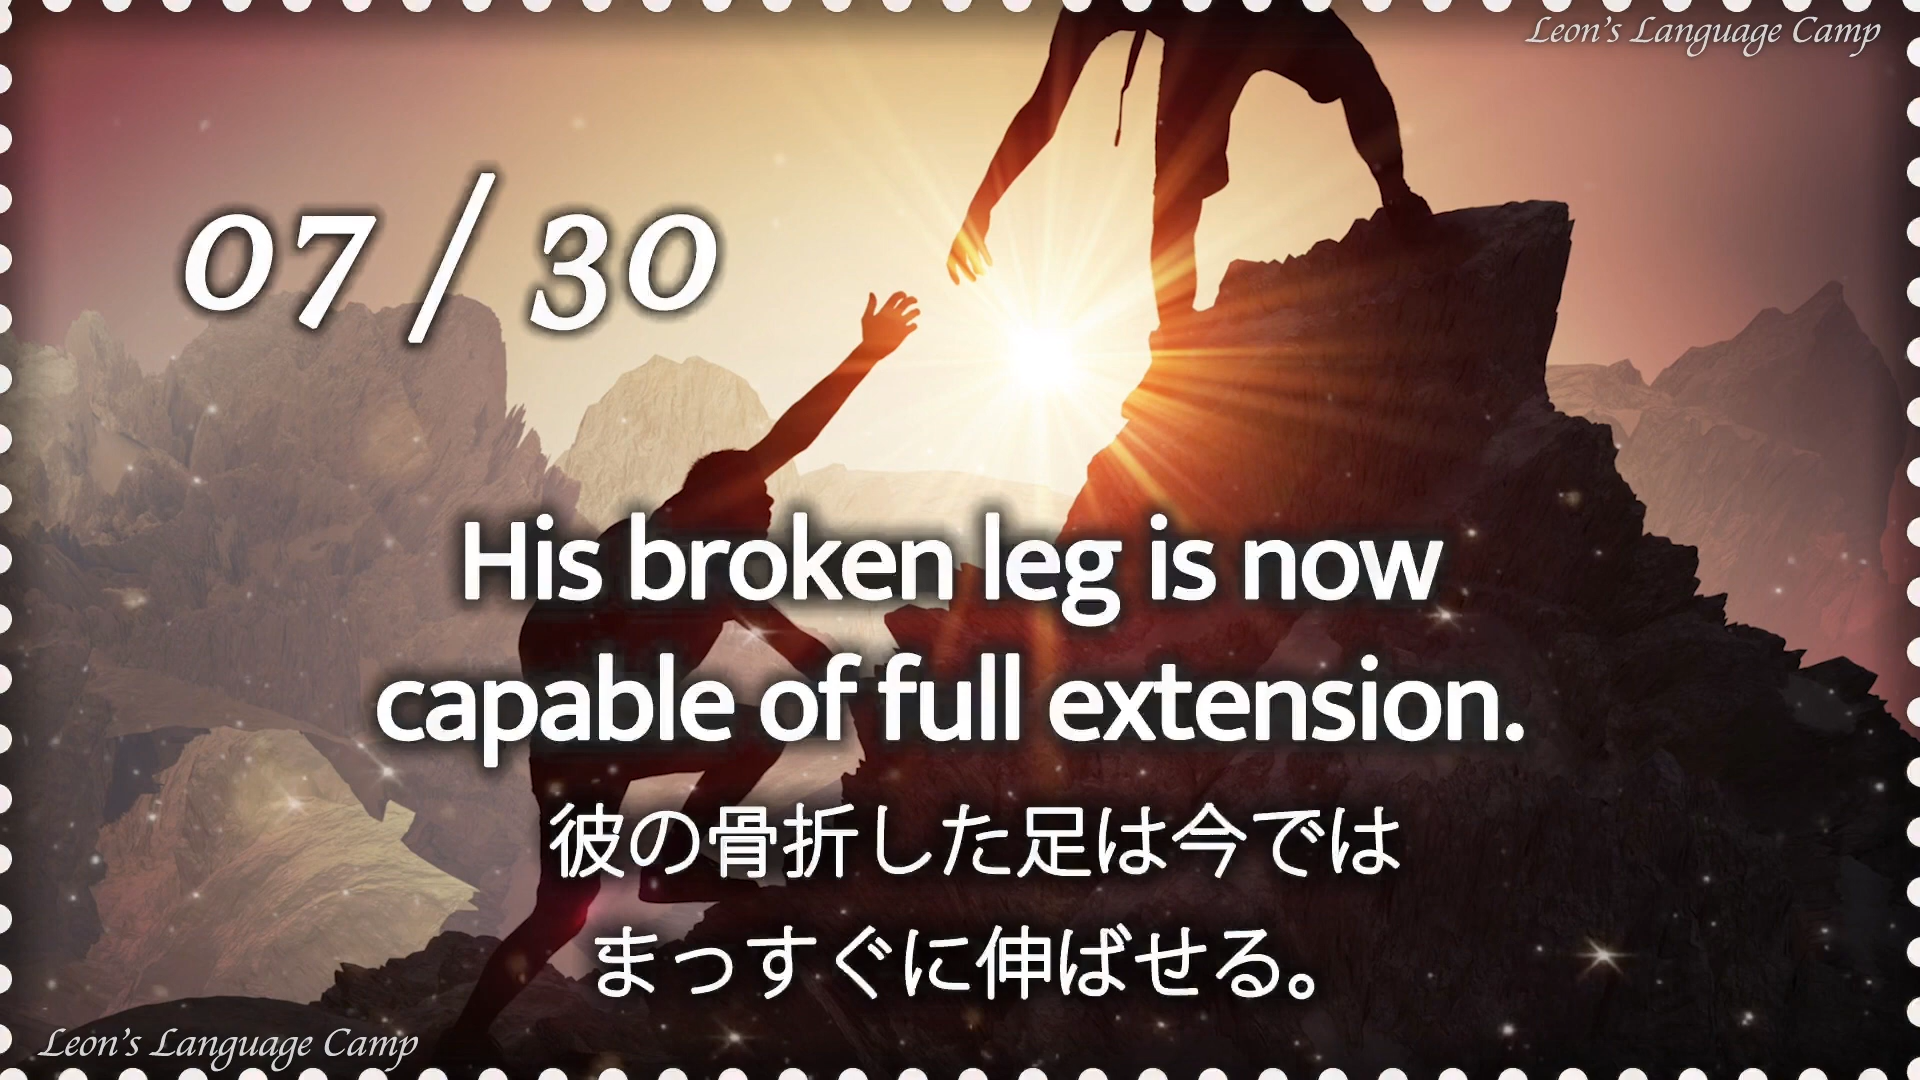 Leon's Language Camp
07 / 30
His broken leg is now
capable of full extension.
彼の骨折した足は今では
まっすぐに伸ばせる。
Leon's Language Camp